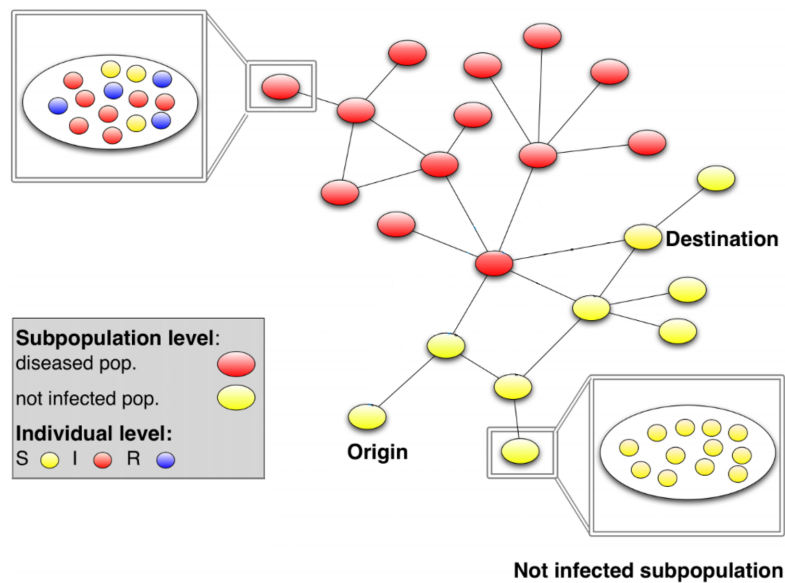 Destination
Subpopulation level:
diseased pop.
not infected pop.
Individual level:
S I R
Origin
Not infected subpopulation